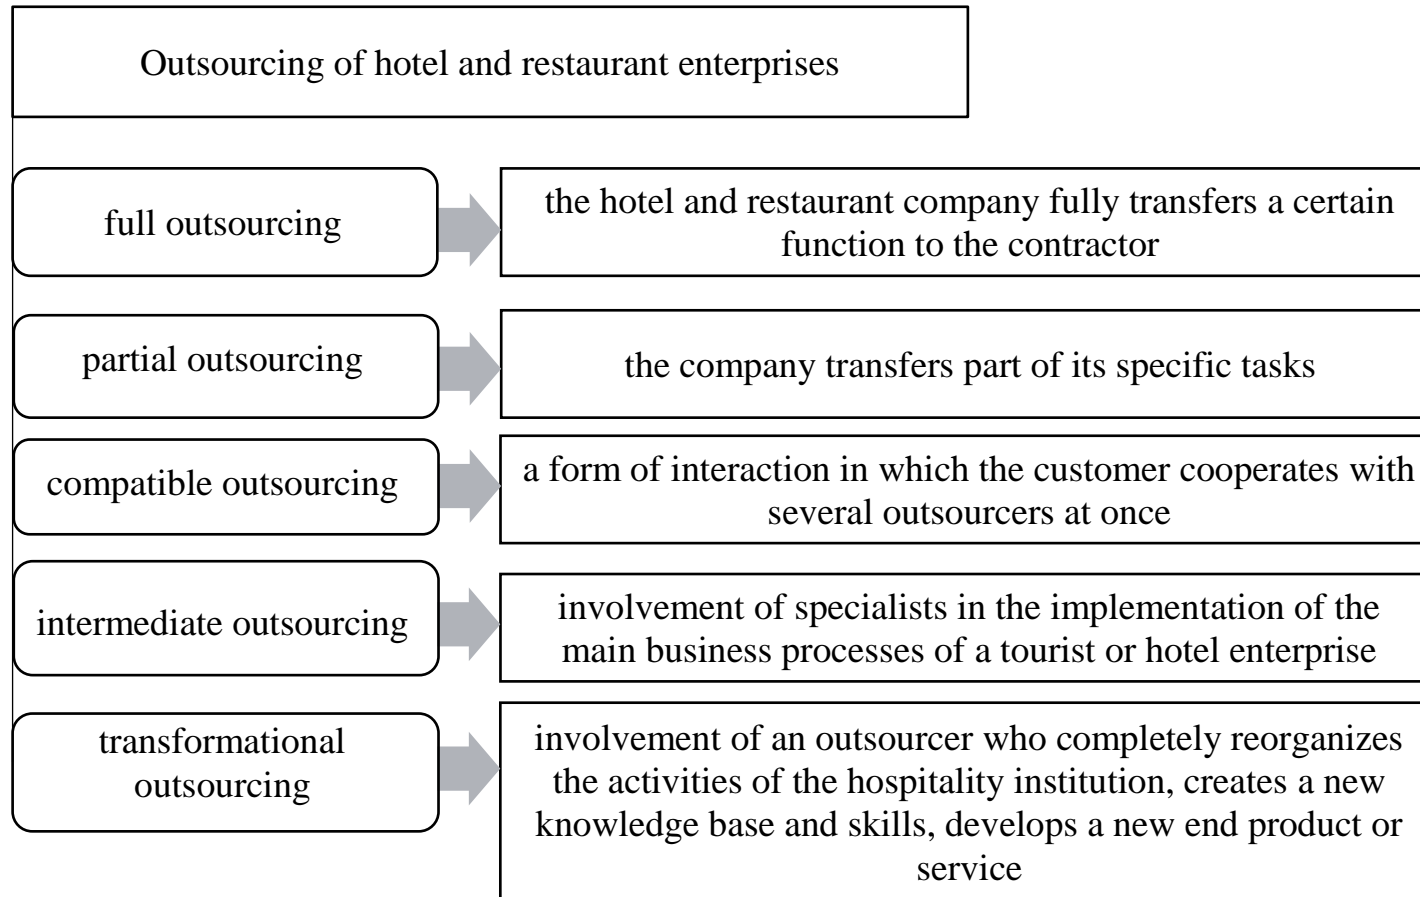 Outsourcing of hotel and restaurant enterprises
full outsourcing
the hotel and restaurant company fully transfers a certain
function to the contractor
partial outsourcing
the company transfers part of its specific tasks
compatible outsourcing
a form of interaction in which the customer cooperates with
several outsourcers at once
intermediate outsourcing
involvement of specialists in the implementation of the
main business processes of a tourist or hotel enterprise
transformational
outsourcing
involvement of an outsourcer who completely reorganizes
the activities of the hospitality institution, creates a new
knowledge base and skills, develops a new end product or
service